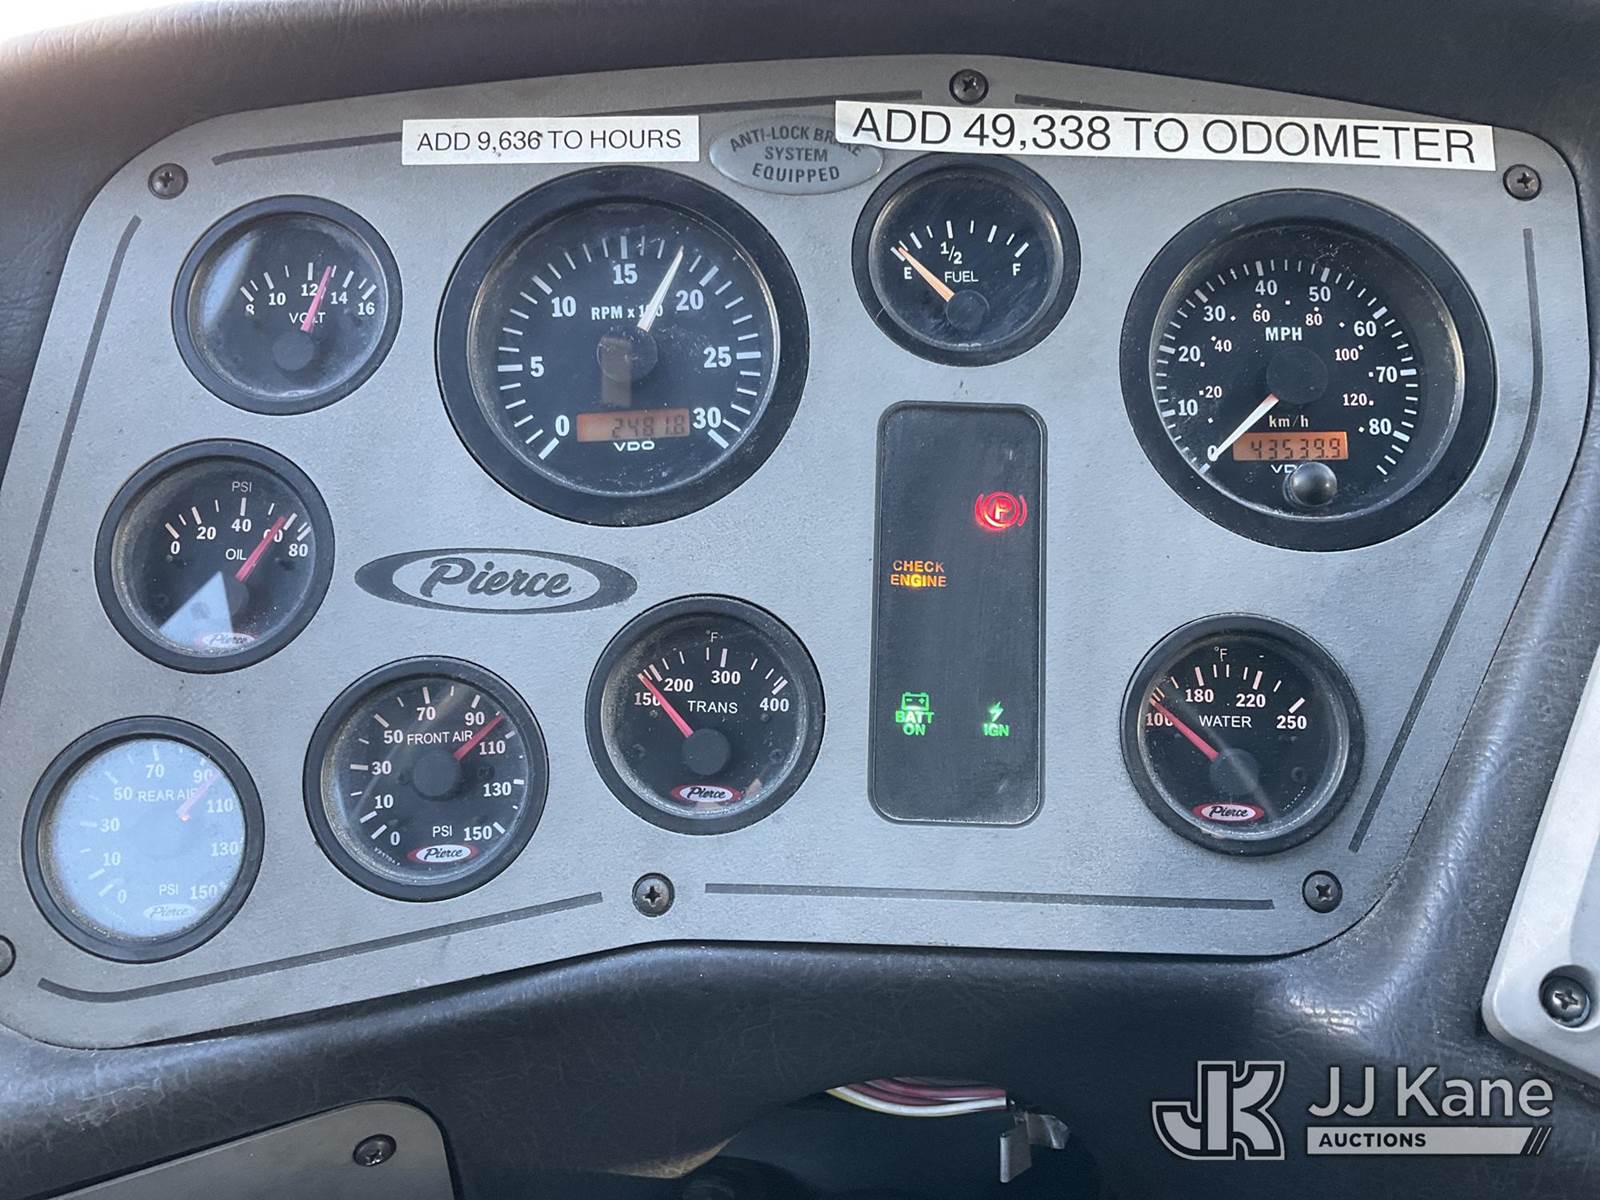 ADD 9,636 TO HOURS
ANTI-LOCK BRAKE
SYSTEM
EQUIPPED
ADD 49,338 TO ODOMETER
8 10 12 14 16
VOLT
0 5 10 15 20 25 30
RPM x 100
2481.8
VDO
E 1/2 F
FUEL
0 10 20 30 40 50 60 70 80
20 40 60 80 100 120
MPH
km/h
43539.9
VDO
PSI
0 20 40 60 80
OIL
Pierce
Pierce
P
CHECK
ENGINE
BATT
ON
IGN
0 10 30 50 70 90 110 130 150
REAR AIR
PSI
Pierce
0 10 30 50 70 90 110 130 150
FRONT AIR
PSI
Pierce
°F
150 200 300 400
TRANS
Pierce
°F
100 180 220 250
WATER
Pierce
JK JJ Kane
AUCTIONS